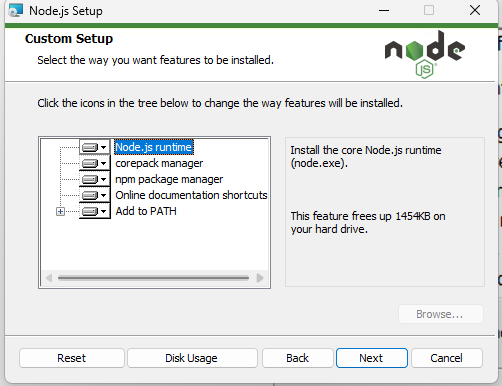 Node.js Setup
Custom Setup
Select the way you want features to be installed.
node
JS
Click the icons in the tree below to change the way features will be installed.
Node.js runtime
corepack manager
npm package manager
Online documentation shortcuts
Add to PATH
Install the core Node.js runtime
(node.exe).
This feature frees up 1454KB on
your hard drive.
Browse...
Reset
Disk Usage
Back
Next
Cancel